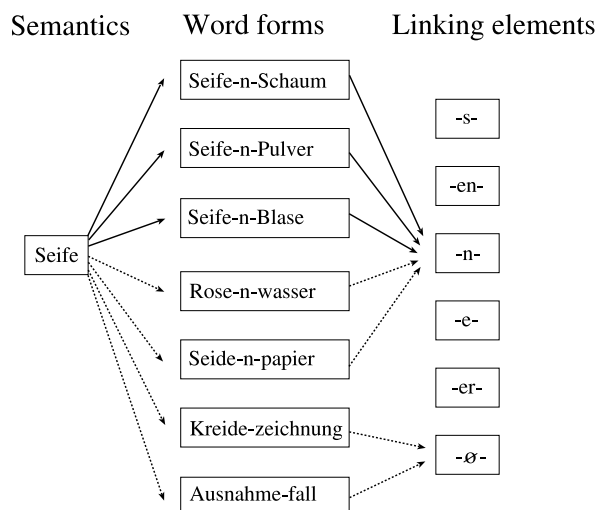 Semantics
Word forms
Linking elements
Seife
Seife-n-Schaum
Seife-n-Pulver
Seife-n-Blase
Rose-n-wasser
Seide-n-papier
Kreide-zeichnung
Ausnahme-fall
-s-
-en-
-n-
-e-
-er-
-ø-